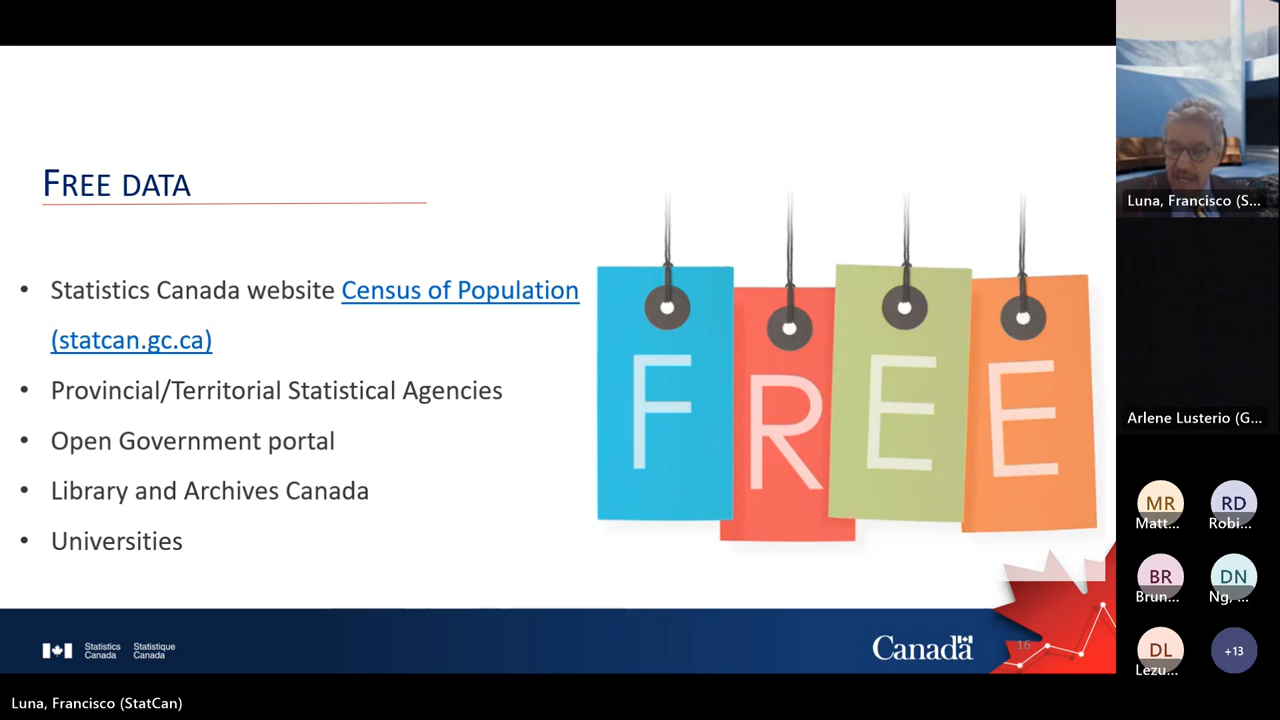 FREE DATA
• Statistics Canada website Census of Population
(statcan.gc.ca)
• Provincial/Territorial Statistical Agencies
• Open Government portal
• Library and Archives Canada
• Universities
F R E E
Statistics Canada
Statistique Canada
Canada
16
Luna, Francisco (S...
Arlene Lusterio (G...
MR
Matt...
RD
Robi...
BR
Brun...
DN
Ng, ...
DL
Lezu...
+13
Luna, Francisco (StatCan)